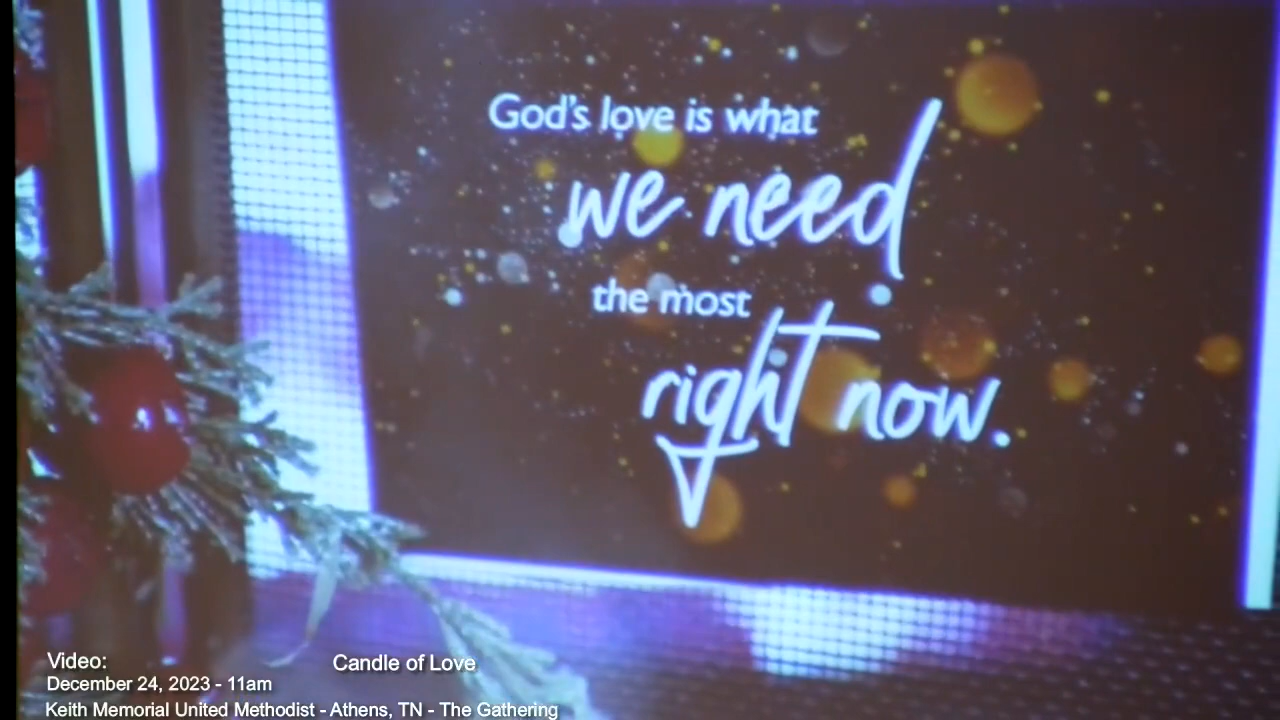 God's love is what
we need
the most
right now.
Video:
Candle of Love
December 24, 2023 - 11am
Keith Memorial United Methodist - Athens, TN - The Gathering